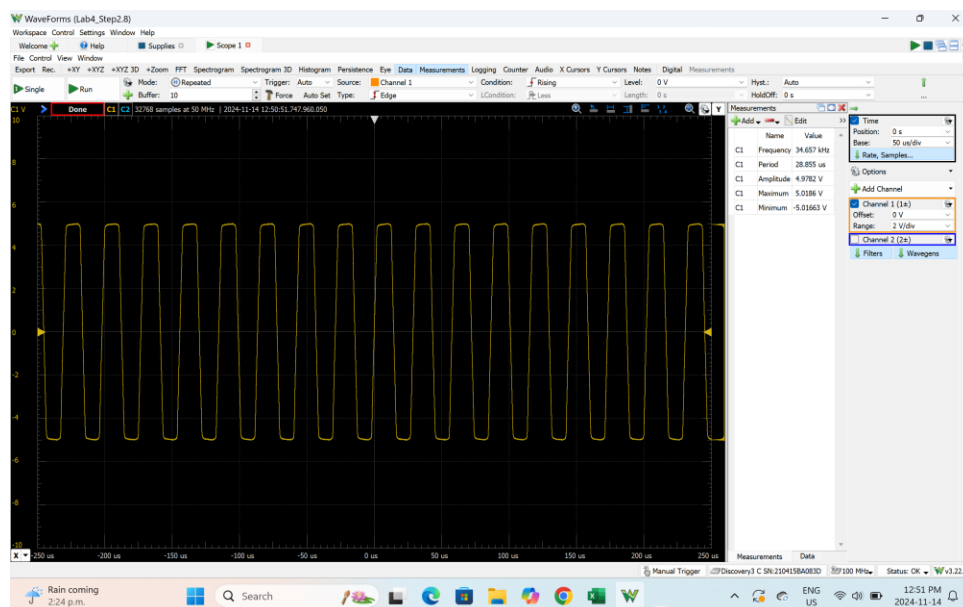 WaveForms (Lab4_Step2.8)
Workspace Control Settings Window Help
Welcome Help Supplies Scope 1
File Control View Window
Export Rec. +XY +XYZ +XYZ 3D +Zoom FFT Spectrogram Spectrogram 3D Histogram Persistence Eye Data Measurements Logging Counter Audio X Cursors Y Cursors Notes Digital Measurements
Single Run Mode: Repeated Trigger: Auto Source: Channel 1 Condition: Rising Level: 0 V Hyst.: Auto
Buffer: 10 Force Auto Set Type: Edge LCondition: Less Length: 0 s HoldOff: 0 s ...
C1 V Done C1 C2 32768 samples at 50 MHz | 2024-11-14 12:50:51.747.960.050 Y
Measurements
Add Edit
Name Value
C1 Frequency 34.657 kHz
C1 Period 28.855 us
C1 Amplitude 4.9782 V
C1 Maximum 5.0186 V
C1 Minimum -5.01663 V
Time
Position: 0 s
Base: 50 us/div
Rate, Samples...
Options
Add Channel
Channel 1 (1±)
Offset: 0 V
Range: 2 V/div
Channel 2 (2±)
Filters Wavegens
10
8
6
4
2
0
-2
-4
-6
-8
-10
X -250 us -200 us -150 us -100 us -50 us 0 us 50 us 100 us 150 us 200 us 250 us
Measurements Data
Manual Trigger Discovery3 C SN:210415BA083D 100 MHz Status: OK v3.22.
Rain coming
2:24 p.m.
Search
ENG
US
12:51 PM
2024-11-14